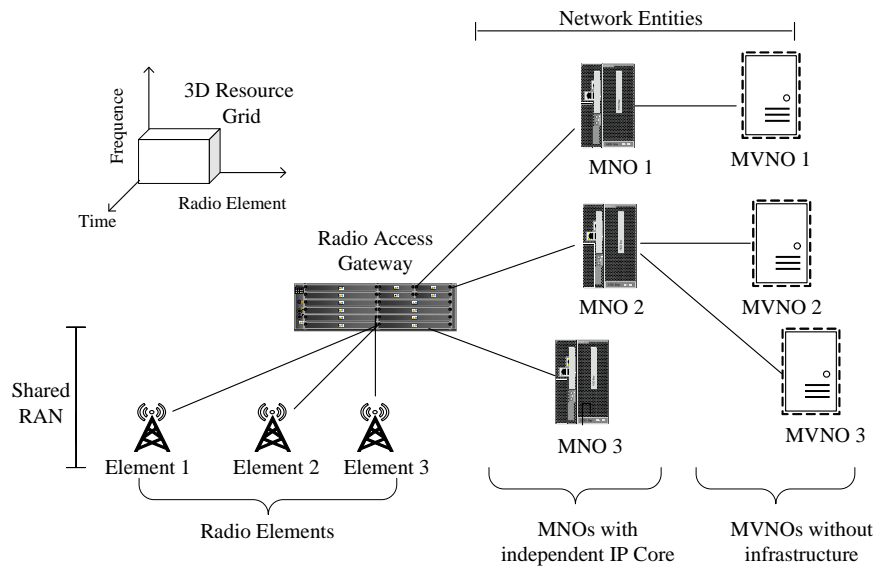 Network Entities
3D Resource
Grid
Frequence
Time
Radio Element
MNO 1
MVNO 1
Radio Access
Gateway
MNO 2
MVNO 2
Shared
RAN
MNO 3
MVNO 3
Element 1
Element 2
Element 3
Radio Elements
MNOs with
independent IP Core
MVNOs without
infrastructure